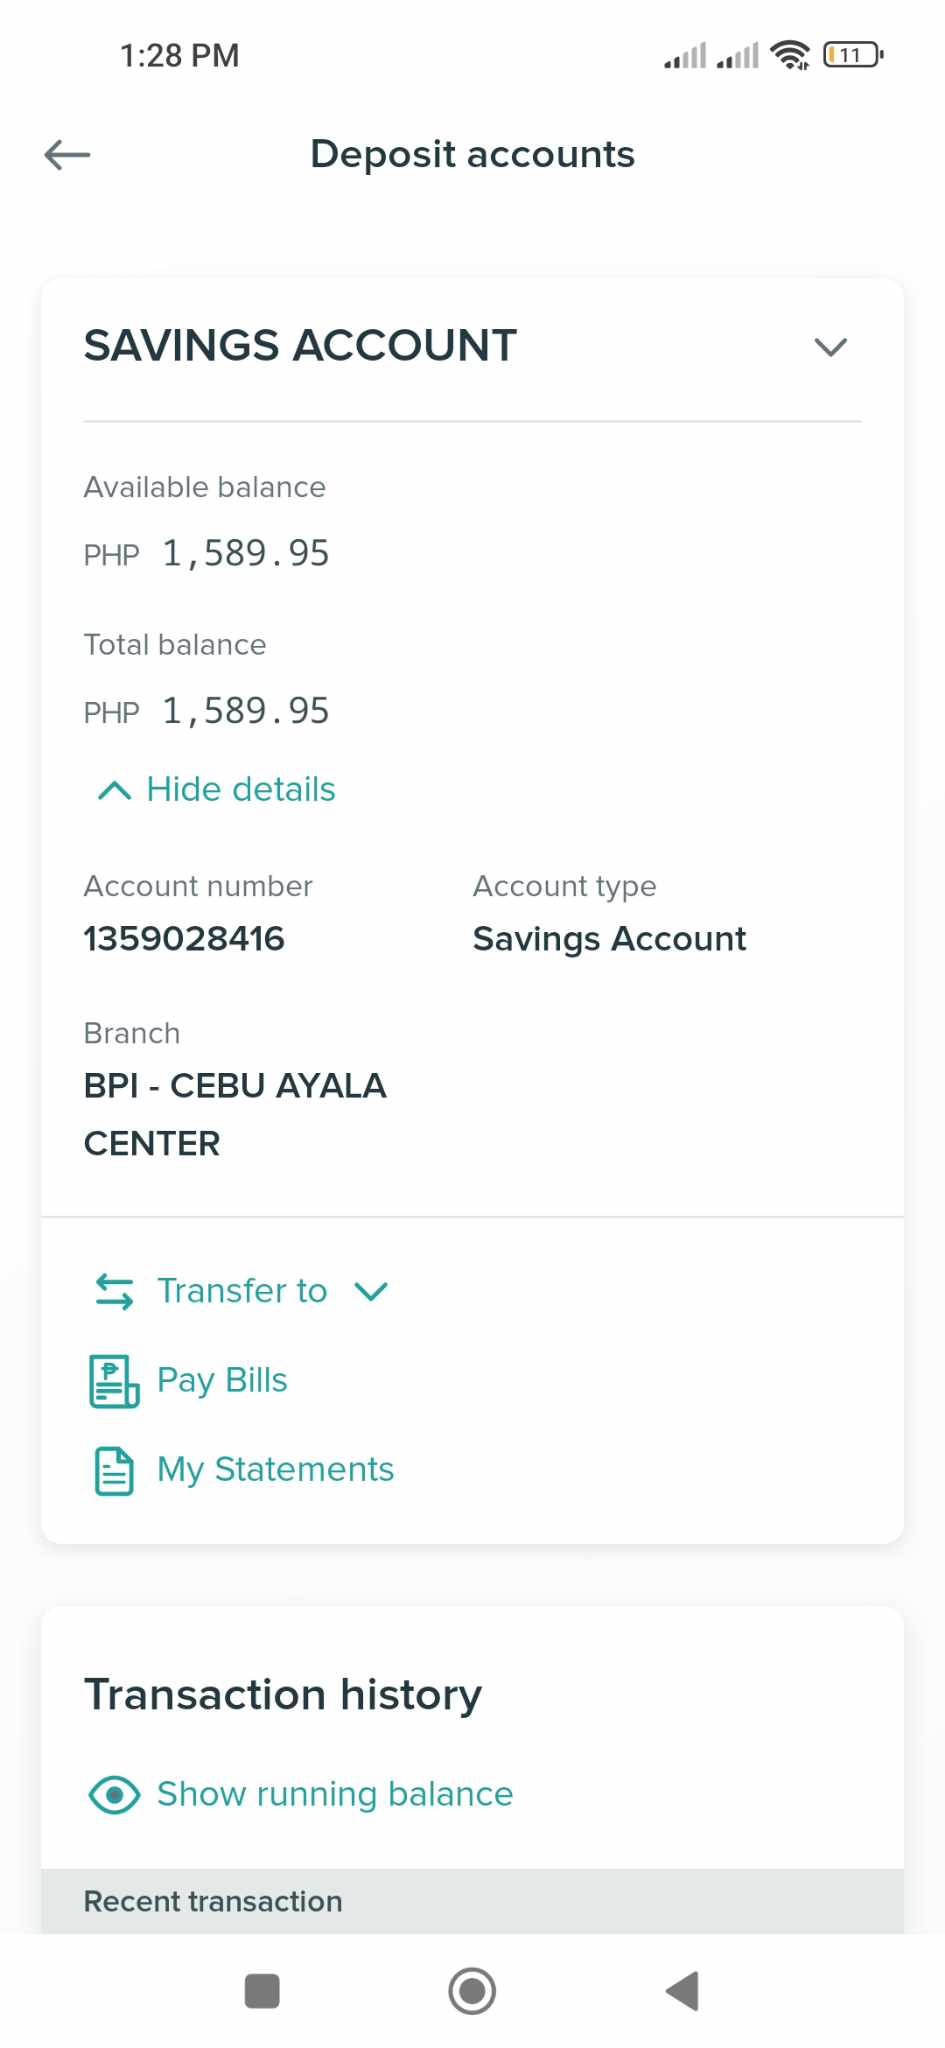 1:28 PM
11
Deposit accounts
SAVINGS ACCOUNT
Available balance
PHP 1,589.95
Total balance
PHP 1,589.95
Hide details
Account number Account type
1359028416 Savings Account
Branch
BPI - CEBU AYALA
CENTER
Transfer to
Pay Bills
My Statements
Transaction history
Show running balance
Recent transaction